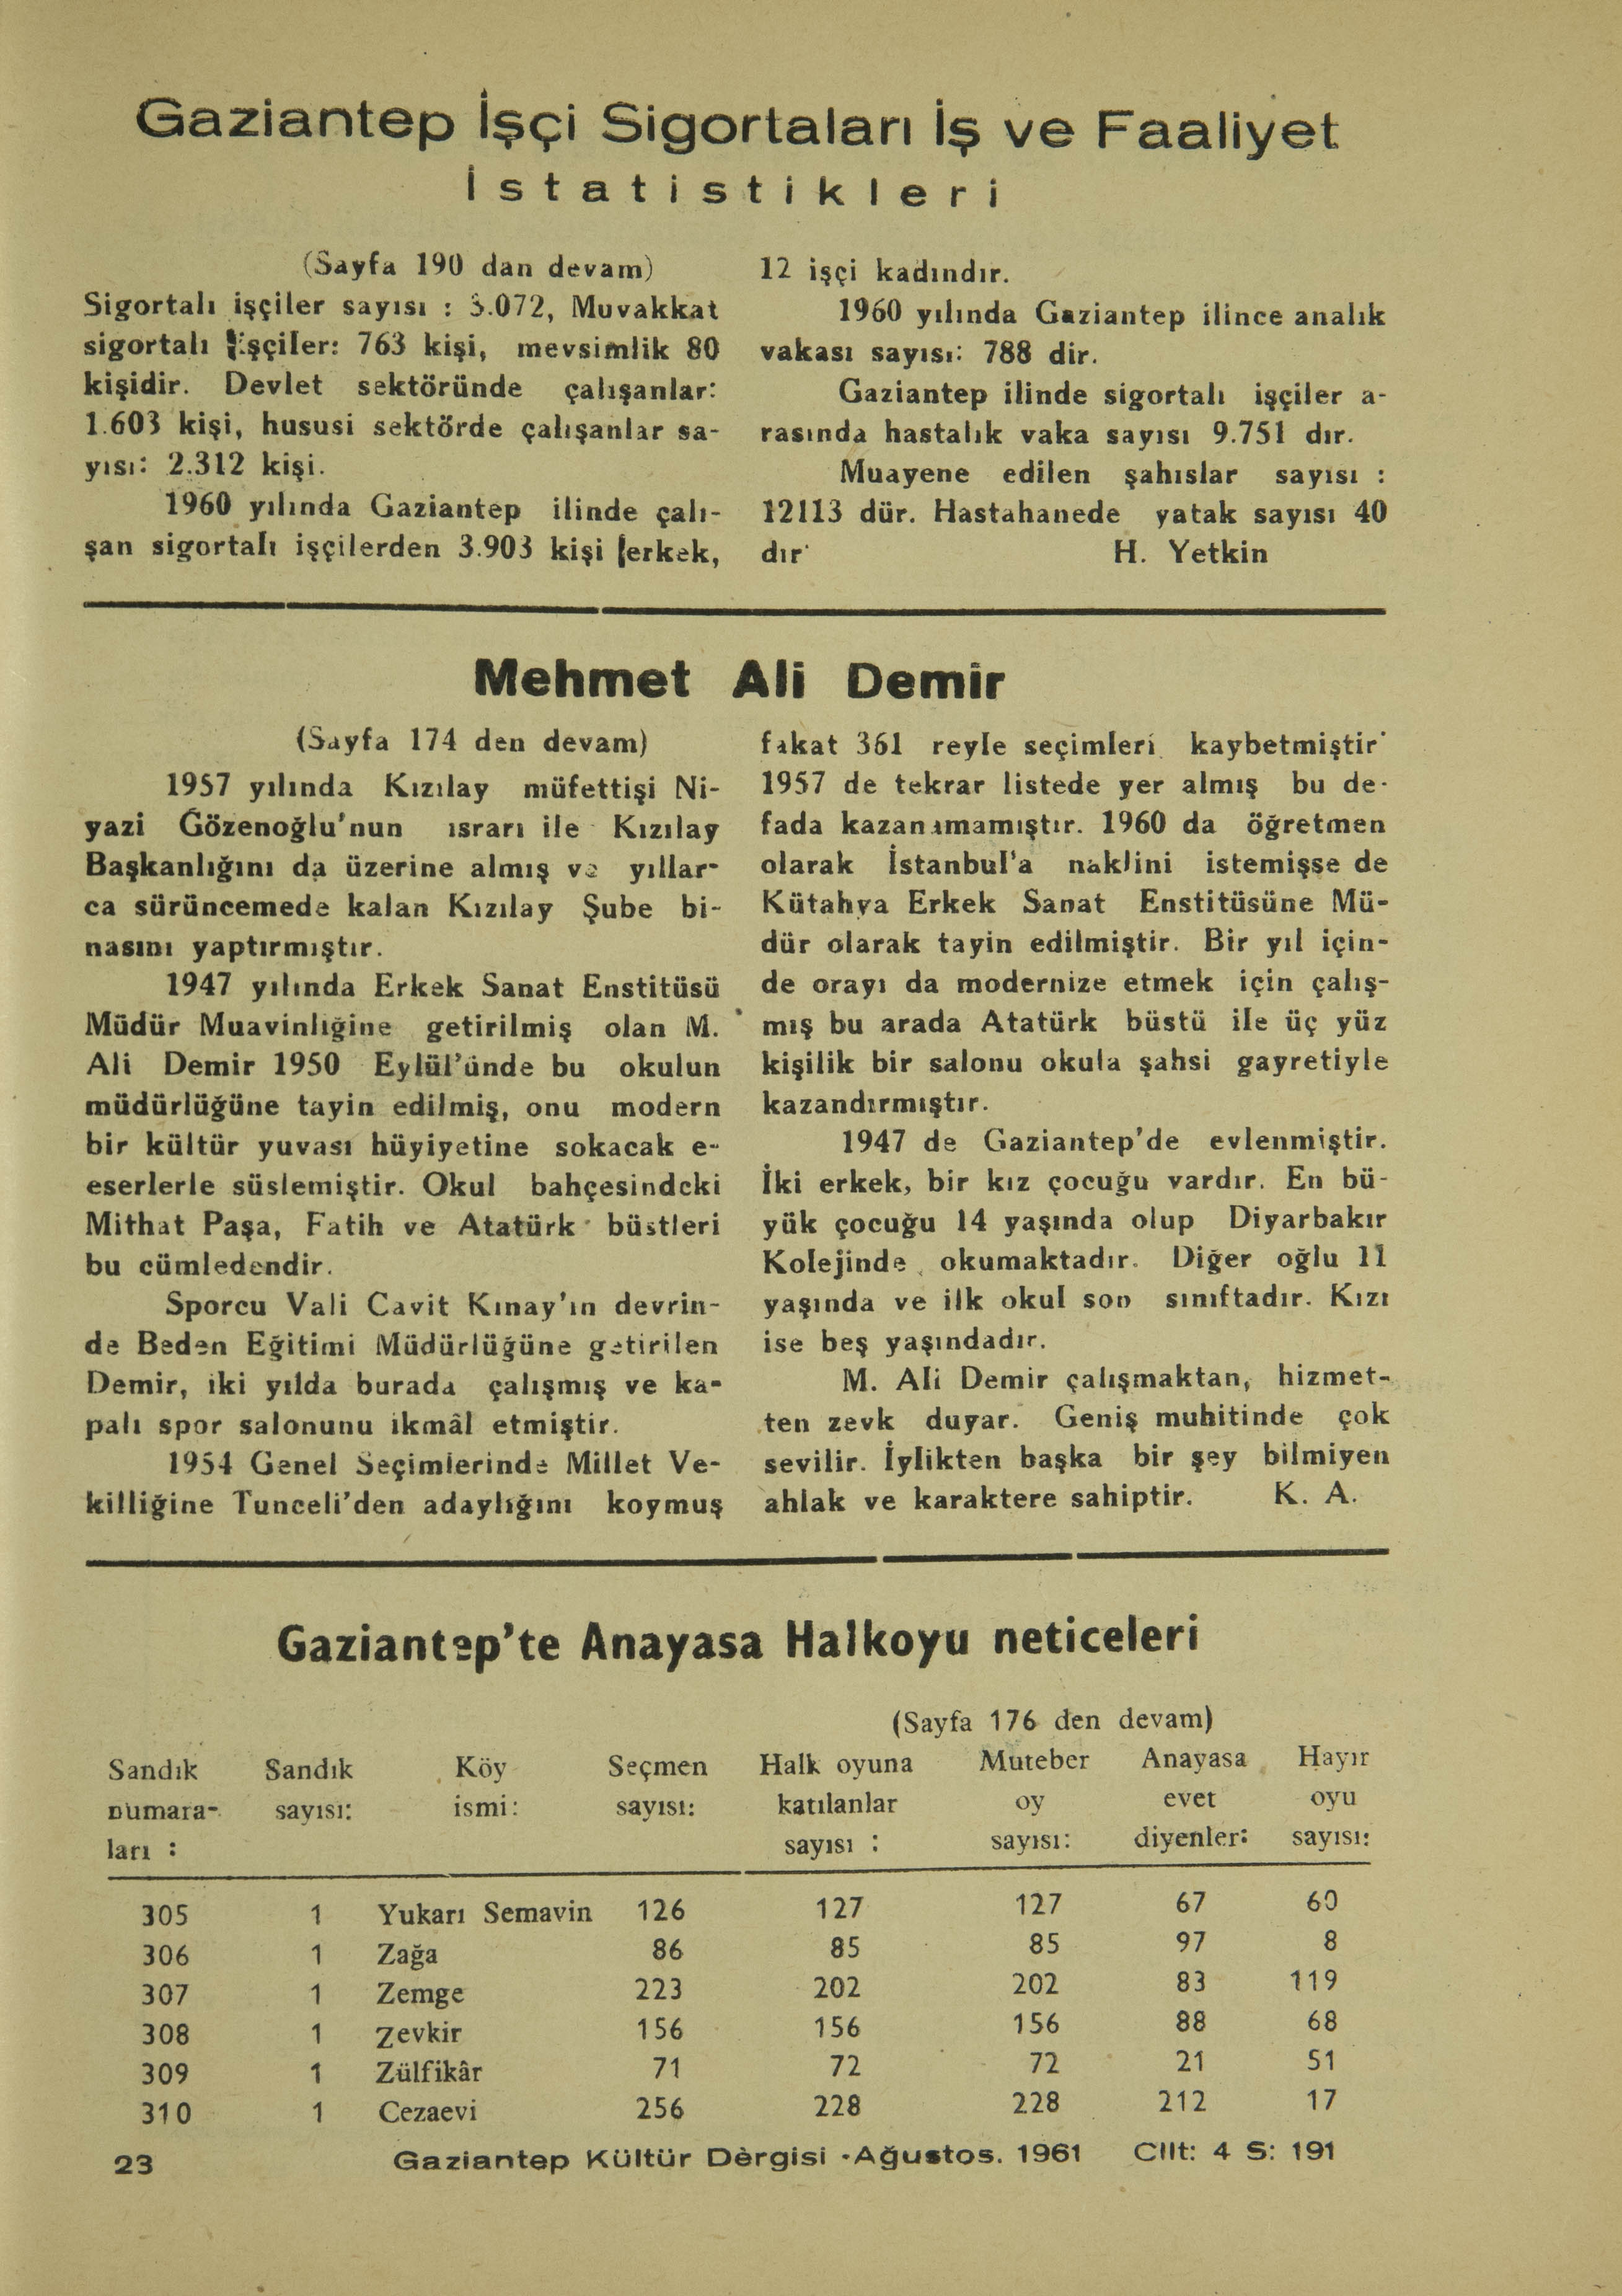 Gaziantep İşçi Sigortaları İş ve Faaliyet
İstatistikleri
(Sayfa 190 dan devam)
Sigortalı işçiler sayısı : 3.072, Muvakkat
sigortalı işçiler: 763 kişi, mevsimlik 80
kişidir. Devlet sektöründe çalışanlar:
1.603 kişi, hususi sektörde çalışanlar sa-
yısı: 2.312 kişi.
1960 yılında Gaziantep ilinde çalı-
şan sigortalı işçilerden 3.903 kişi erkek,
12 işçi kadındır.
1960 yılında Gaziantep ilince analık
vakası sayısı: 788 dir.
Gaziantep ilinde sigortalı işçiler a-
rasında hastalık vaka sayısı 9.751 dır.
Muayene edilen şahıslar sayısı :
12113 dür. Hastahanede yatak sayısı 40
dır
H. Yetkin
Mehmet Ali Demir
(Sayfa 174 den devam)
1957 yılında Kızılay müfettişi Ni-
yazi Gözenoğlu'nun ısrarı ile Kızılay
Başkanlığını da üzerine almış ve yıllar-
ca sürüncemede kalan Kızılay Şube bi-
nasını yaptırmıştır.
1947 yılında Erkek Sanat Enstitüsü
Müdür Muavinliğine getirilmiş olan M.
Ali Demir 1950 Eylül'ünde bu okulun
müdürlüğüne tayin edilmiş, onu modern
bir kültür yuvası hüyiyetine sokacak e-
eserlerle süslemiştir. Okul bahçesindeki
Mithat Paşa, Fatih ve Atatürk büstleri
bu cümledendir.
Sporcu Vali Cavit Kınay'ın devrin-
de Beden Eğitimi Müdürlüğüne getirilen
Demir, iki yılda burada çalışmış ve ka-
palı spor salonunu ikmâl etmiştir.
1954 Genel Seçimlerinde Millet Ve-
killiğine Tunceli'den adaylığını koymuş
fakat 361 reyle seçimleri kaybetmiştir
1957 de tekrar listede yer almış bu de-
fada kazanamamıştır. 1960 da öğretmen
olarak İstanbul'a naklini istemişse de
Kütahya Erkek Sanat Enstitüsüne Mü-
dür olarak tayin edilmiştir. Bir yıl için-
de orayı da modernize etmek için çalış-
mış bu arada Atatürk büstü ile üç yüz
kişilik bir salonu okula şahsi gayretiyle
kazandırmıştır.
1947 de Gaziantep'de evlenmiştir.
İki erkek, bir kız çocuğu vardır. En bü-
yük çocuğu 14 yaşında olup Diyarbakır
Kolejinde okumaktadır. Diğer oğlu 11
yaşında ve ilk okul son sınıftadır. Kızı
ise beş yaşındadır.
M. Ali Demir çalışmaktan, hizmet-
ten zevk duyar. Geniş muhitinde çok
sevilir. İylikten başka bir şey bilmiyen
ahlak ve karaktere sahiptir. K. A.
Gaziantep'te Anayasa Halkoyu neticeleri
(Sayfa 176 den devam)
Sandık Sandık Köy Seçmen Halk oyuna Muteber Anayasa Hayır
numara- sayısı: ismi: sayısı: katılanlar oy evet oyu
ları : sayısı : sayısı: diyenler: sayısı:
305 1 Yukarı Semavin 126 127 127 67 60
306 1 Zağa 86 85 85 97 8
307 1 Zemge 223 202 202 83 119
308 1 Zevkir 156 156 156 88 68
309 1 Zülfikâr 71 72 72 21 51
310 1 Cezaevi 256 228 228 212 17
23 Gaziantep Kültür Dèrgisi -Ağustos. 1961 Cilt: 4 S: 191